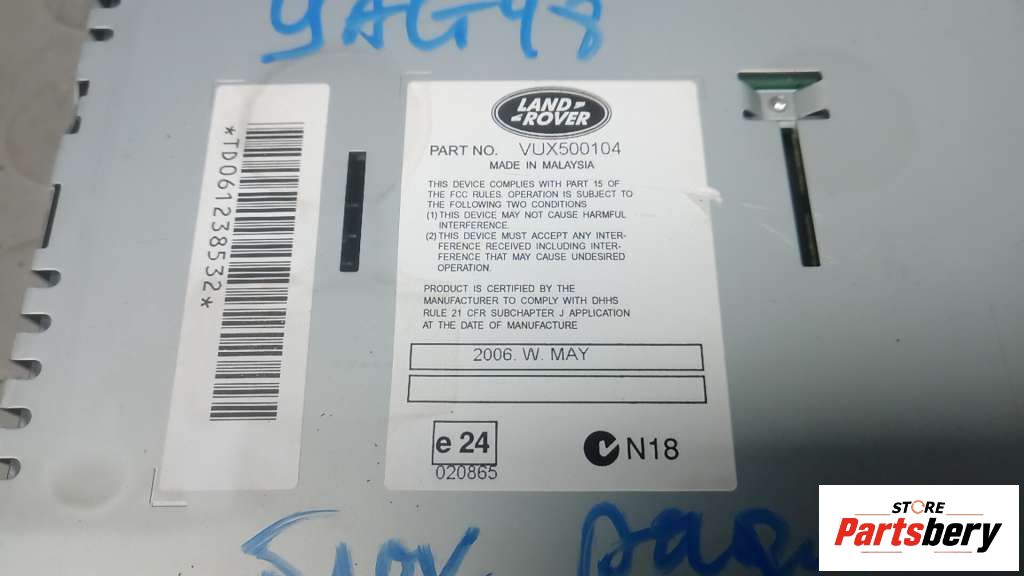 9AG48
*TD061238532*
LAND-
-ROVER
PART NO. VUX500104
MADE IN MALAYSIA
THIS DEVICE COMPLIES WITH PART 15 OF
THE FCC RULES. OPERATION IS SUBJECT TO
THE FOLLOWING TWO CONDITIONS
(1) THIS DEVICE MAY NOT CAUSE HARMFUL
INTERFERENCE.
(2) THIS DEVICE MUST ACCEPT ANY INTER-
FERENCE RECEIVED INCLUDING INTER-
FERENCE THAT MAY CAUSE UNDESIRED
OPERATION.
PRODUCT IS CERTIFIED BY THE
MANUFACTURER TO COMPLY WITH DHHS
RULE 21 CFR SUBCHAPTER J APPLICATION
AT THE DATE OF MANUFACTURE
2006. W. MAY
e 24
020865
N18
STORE
Partsbery